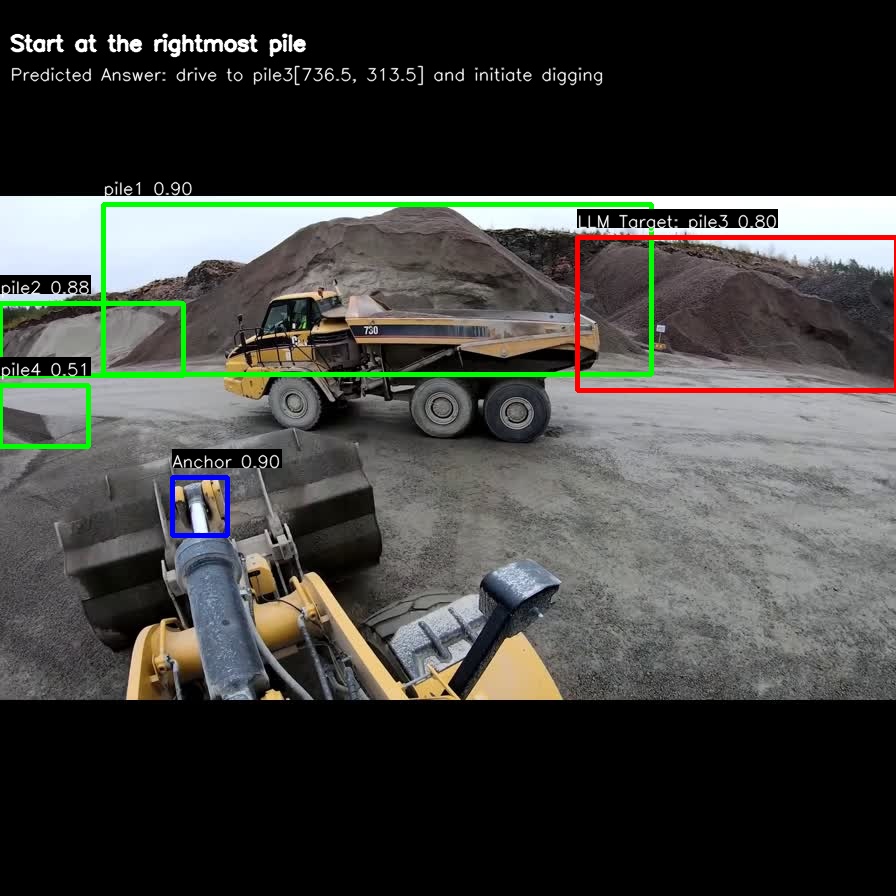 Start at the rightmost pile
Predicted Answer: drive to pile3[736.5, 313.5] and initiate digging
pile1 0.90
LLM Target: pile3 0.80
pile2 0.88
730
pile4 0.51
Anchor 0.90